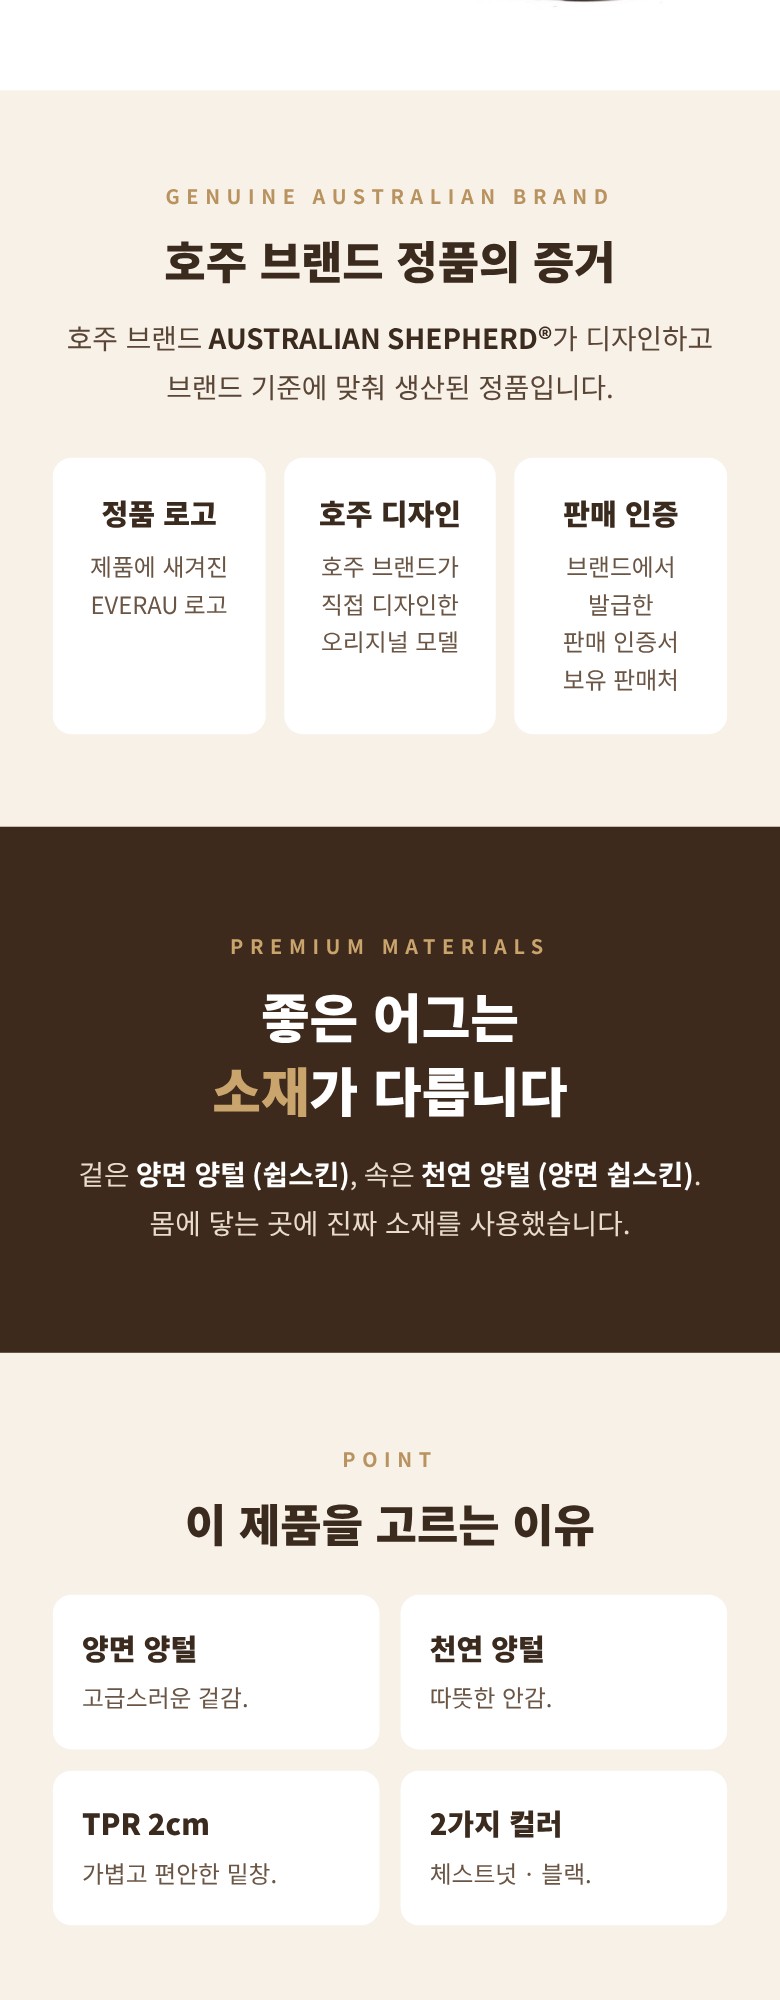 GENUINE AUSTRALIAN BRAND
호주 브랜드 정품의 증거
호주 브랜드 AUSTRALIAN SHEPHERD®가 디자인하고
브랜드 기준에 맞춰 생산된 정품입니다.
정품 로고
제품에 새겨진
EVERAU 로고
호주 디자인
호주 브랜드가
직접 디자인한
오리지널 모델
판매 인증
브랜드에서
발급한
판매 인증서
보유 판매처
PREMIUM MATERIALS
좋은 어그는
소재가 다릅니다
겉은 양면 양털 (쉽스킨), 속은 천연 양털 (양면 쉽스킨).
몸에 닿는 곳에 진짜 소재를 사용했습니다.
POINT
이 제품을 고르는 이유
양면 양털
고급스러운 겉감.
천연 양털
따뜻한 안감.
TPR 2cm
가볍고 편안한 밑창.
2가지 컬러
체스트넛 · 블랙.